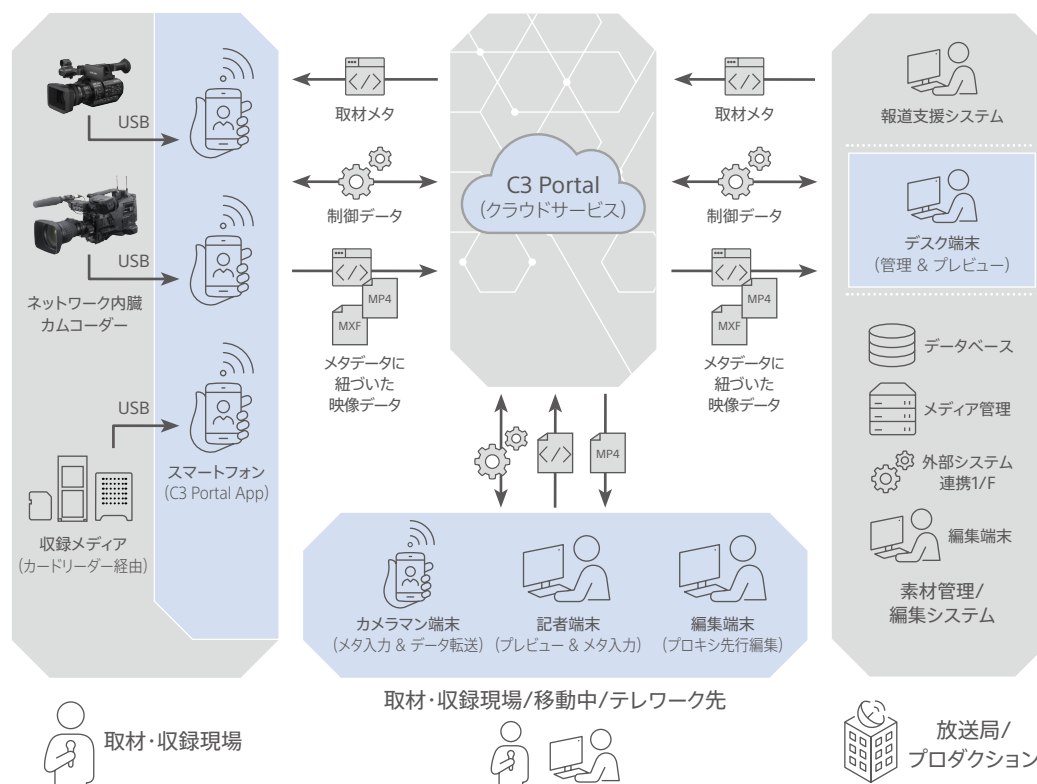 USB
USB
ネットワーク内臓
カムコーダー
USB
スマートフォン
(C3 Portal App)
収録メディア
(カードリーダー経由)
取材・収録現場
</>
取材メタ
制御データ
</>
MP4
MXF
メタデータに
紐づいた
映像データ
C3 Portal
(クラウドサービス)
</>
取材メタ
制御データ
</>
MP4
MXF
メタデータに
紐づいた
映像データ
</>
MP4
カメラマン端末
(メタ入力 & データ転送)
記者端末
(プレビュー & メタ入力)
編集端末
(プロキシ先行編集)
取材・収録現場/移動中/テレワーク先
報道支援システム
デスク端末
(管理 & プレビュー)
データベース
メディア管理
外部システム
連携1/F
編集端末
素材管理/
編集システム
放送局/
プロダクション